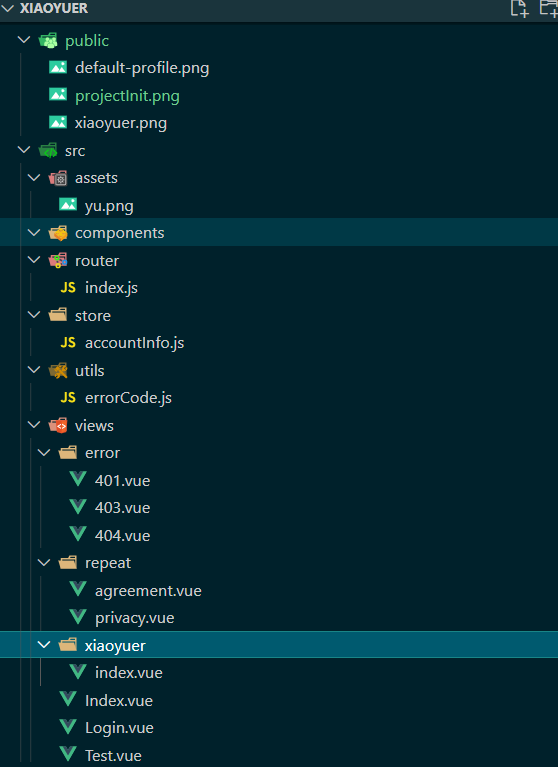 XIAOYUER
public
default-profile.png
projectInit.png
xiaoyuer.png
src
assets
yu.png
components
router
JS index.js
store
JS accountInfo.js
utils
JS errorCode.js
views
error
401.vue
403.vue
404.vue
repeat
agreement.vue
privacy.vue
xiaoyuer
index.vue
Index.vue
Login.vue
Test.vue